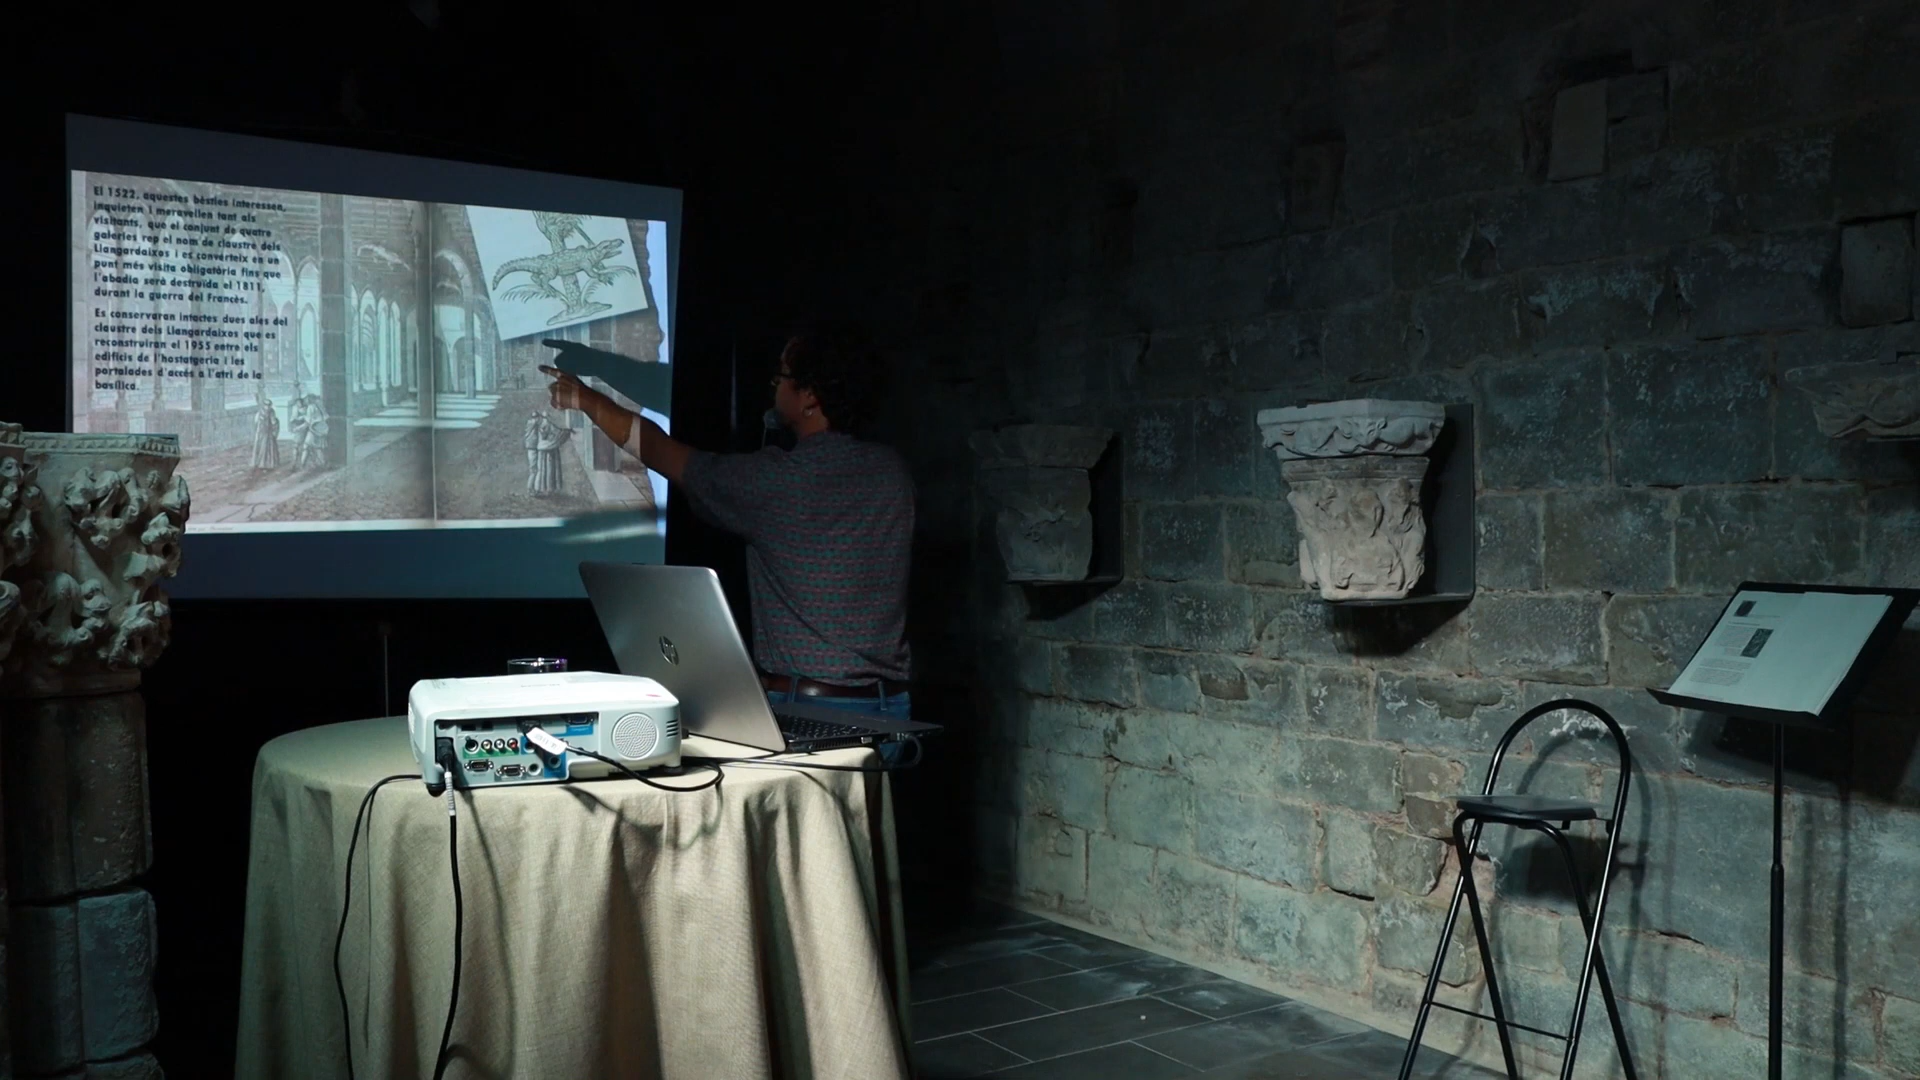 El 1522, aquestes bèsties interessen,
inquieten i meravellen tant als
visitants, que el conjunt de quatre
galeries rep el nom de claustre dels
Llangardaixos i es converteix en un
punt més visita obligatòria fins que
l'abadia serà destruïda el 1811,
durant la guerra del Francès.
Es conservaran intactes dues ales del
claustre dels Llangardaixos que es
reconstruiran el 1955 entre els
edificis de l'hostatgeria i les
portalades d'accés a l'atri de la
basílica.
hp